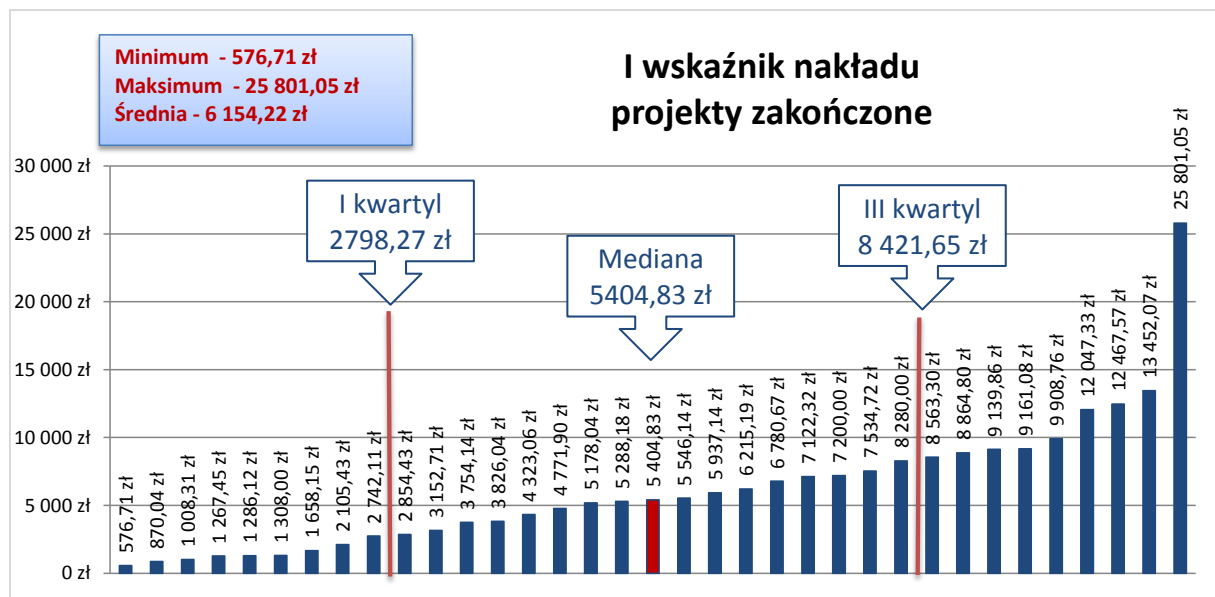 Minimum - 576,71 zł
Maksimum - 25 801,05 zł
Średnia - 6 154,22 zł
I wskaźnik nakładu
projekty zakończone
30 000 zł
25 000 zł
20 000 zł
15 000 zł
10 000 zł
5 000 zł
0 zł
I kwartyl
2798,27 zł
Mediana
5404,83 zł
III kwartyl
8 421,65 zł
576,71 zł
870,04 zł
1 008,31 zł
1 267,45 zł
1 286,12 zł
1 308,00 zł
1 658,15 zł
2 105,43 zł
2 742,11 zł
2 854,43 zł
3 152,71 zł
3 754,14 zł
3 826,04 zł
4 323,06 zł
4 771,90 zł
5 178,04 zł
5 288,18 zł
5 404,83 zł
5 546,14 zł
5 937,14 zł
6 215,19 zł
6 780,67 zł
7 122,32 zł
7 200,00 zł
7 534,72 zł
8 280,00 zł
8 563,30 zł
8 864,80 zł
9 139,86 zł
9 161,08 zł
9 908,76 zł
12 047,33 zł
12 467,57 zł
13 452,07 zł
25 801,05 zł